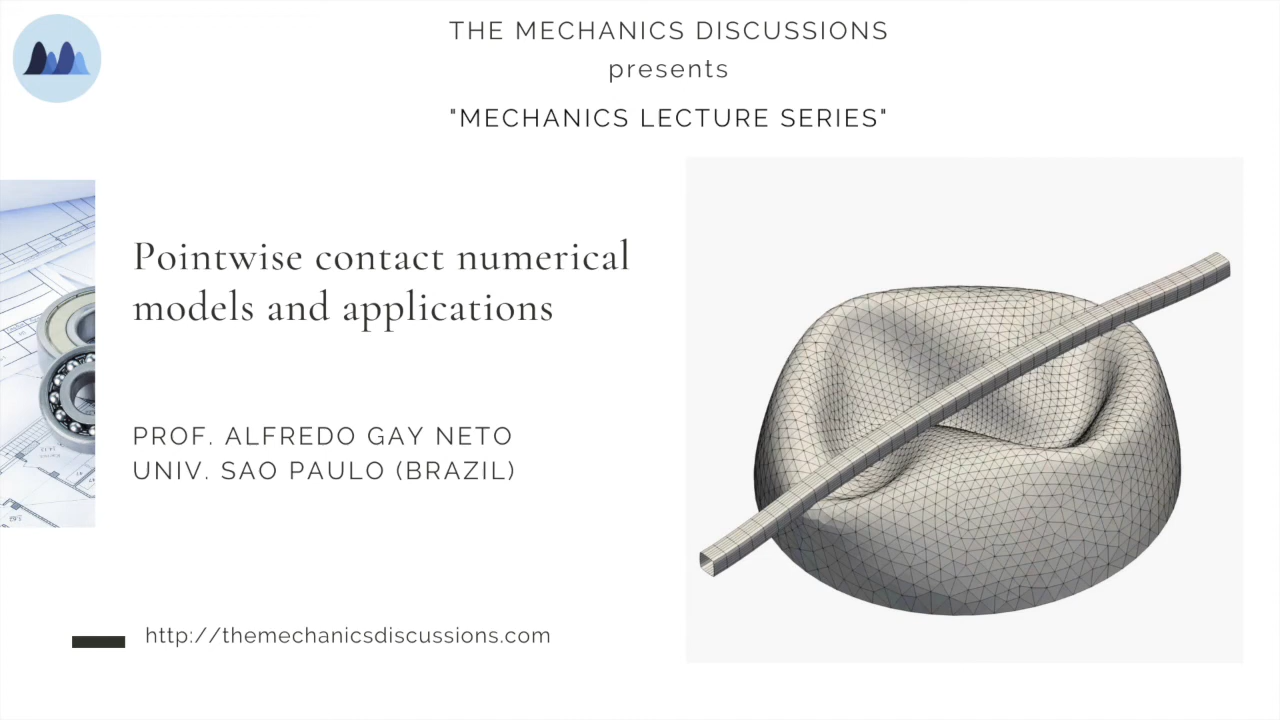 THE MECHANICS DISCUSSIONS
presents
"MECHANICS LECTURE SERIES"
Pointwise contact numerical
models and applications
PROF. ALFREDO GAY NETO
UNIV. SAO PAULO (BRAZIL)
http://themechanicsdiscussions.com